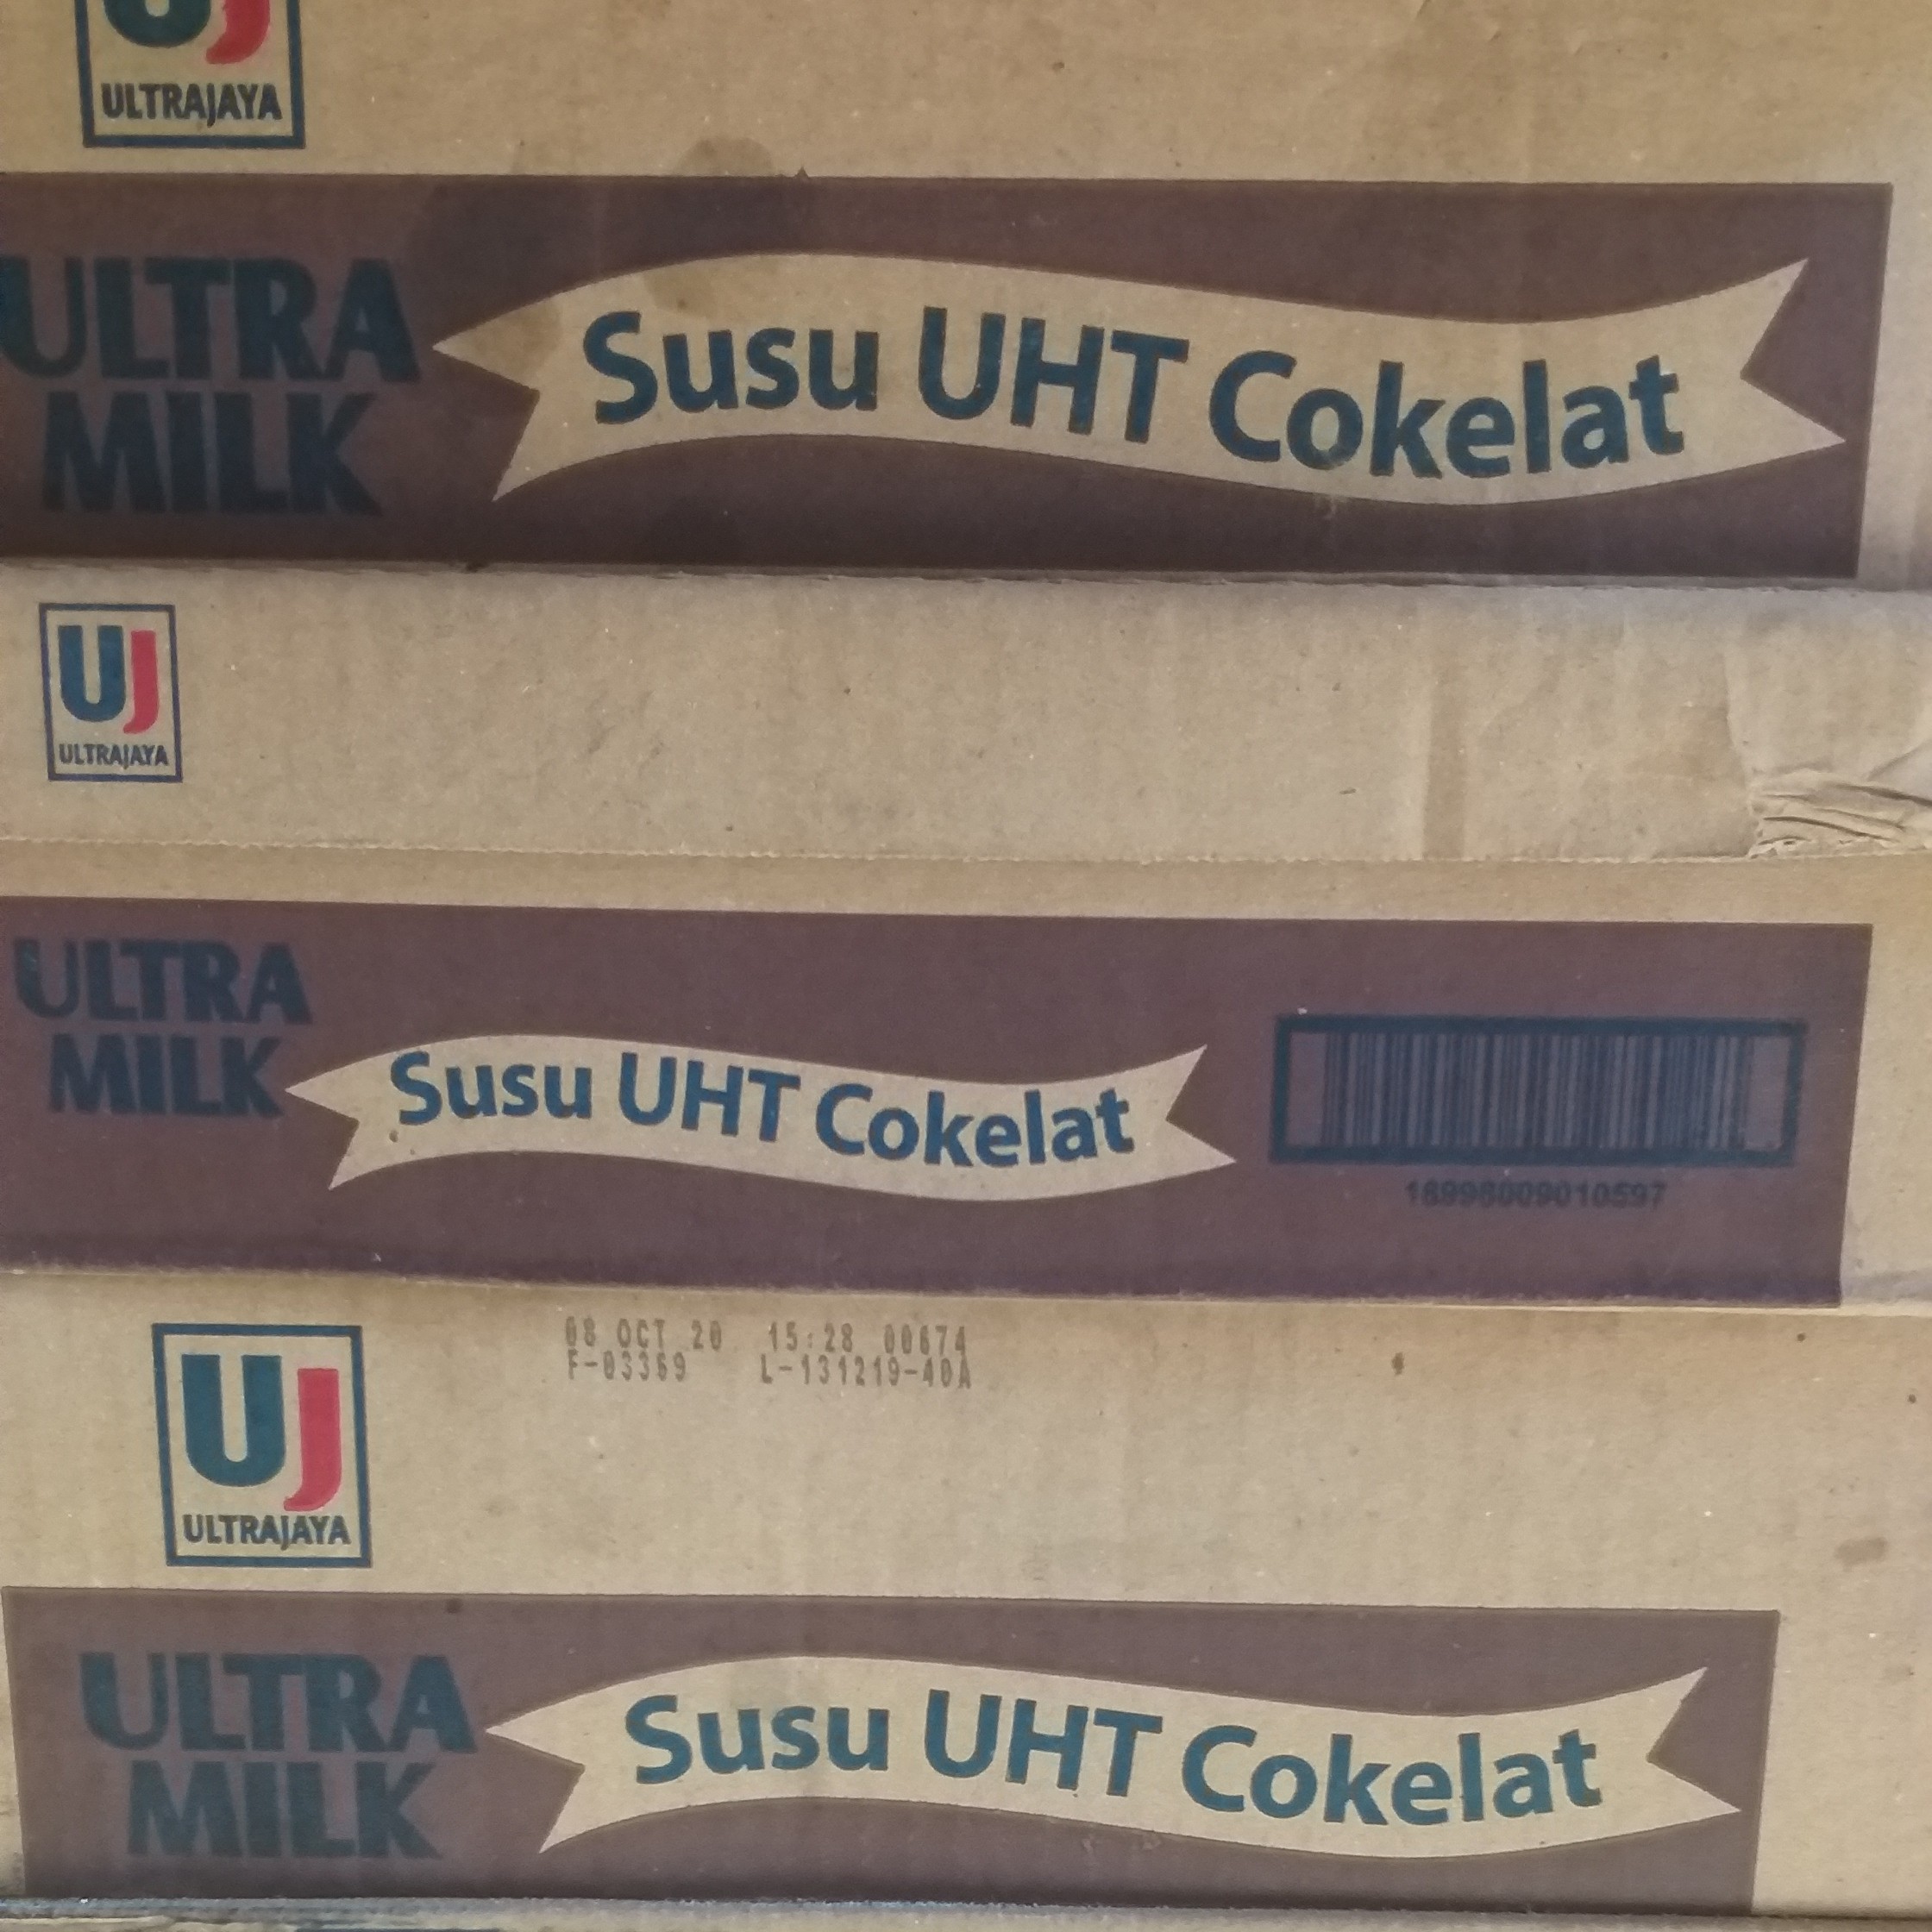 UJ
ULTRAJAYA
ULTRA
MILK
Susu UHT Cokelat
UJ
ULTRAJAYA
ULTRA
MILK
Susu UHT Cokelat
18998009010597
08 OCT 20 15:28 00674
F-03369 L-131219-40A
UJ
ULTRAJAYA
ULTRA
MILK
Susu UHT Cokelat